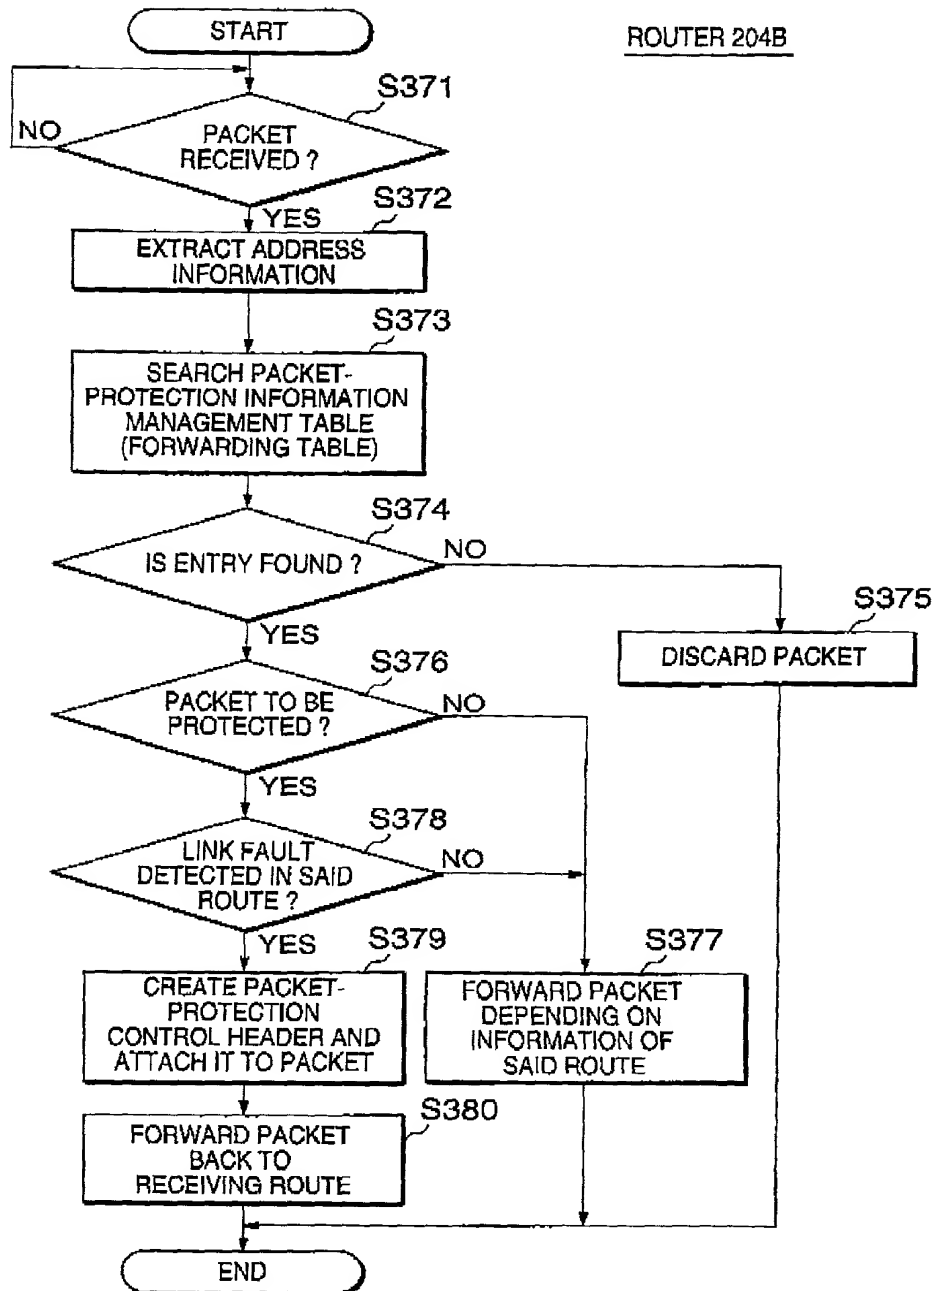 START
ROUTER 204B
S371
NO
PACKET
RECEIVED ?
YES
S372
EXTRACT ADDRESS
INFORMATION
S373
SEARCH PACKET-
PROTECTION INFORMATION
MANAGEMENT TABLE
(FORWARDING TABLE)
S374
IS ENTRY FOUND ?
NO
YES
S375
DISCARD PACKET
S376
PACKET TO BE
PROTECTED ?
NO
YES
S378
LINK FAULT
DETECTED IN SAID
ROUTE ?
NO
YES
S379
CREATE PACKET-
PROTECTION
CONTROL HEADER AND
ATTACH IT TO PACKET
S377
FORWARD PACKET
DEPENDING ON
INFORMATION OF
SAID ROUTE
S380
FORWARD PACKET
BACK TO
RECEIVING ROUTE
END